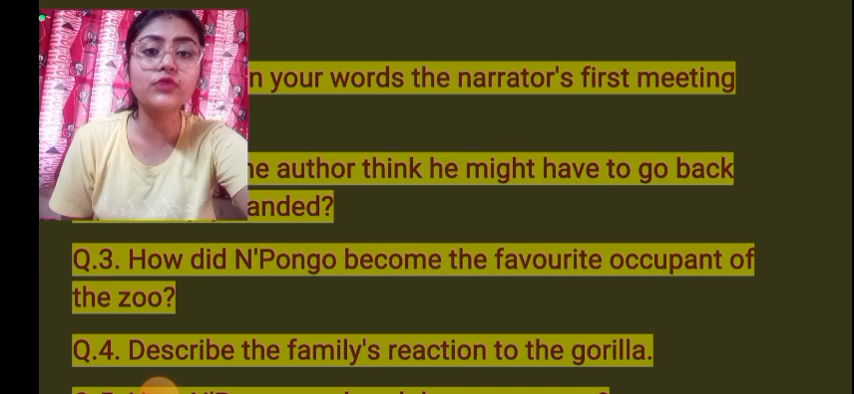 n your words the narrator's first meeting
he author think he might have to go back
anded?
Q.3. How did N'Pongo become the favourite occupant of
the zoo?
Q.4. Describe the family's reaction to the gorilla.